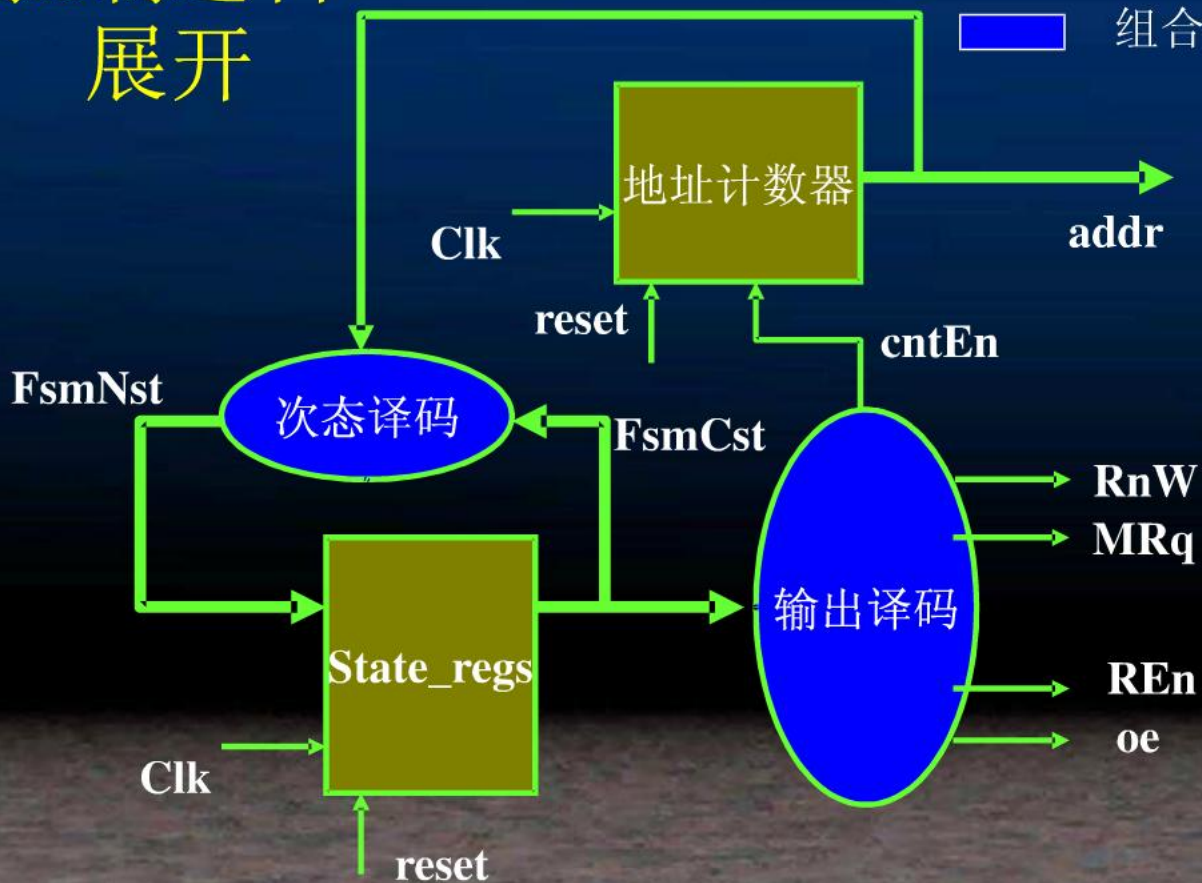 展开
组合
地址计数器
Clk
addr
reset
cntEn
FsmNst
次态译码
FsmCst
RnW
MRq
输出译码
State_regs
REn
oe
Clk
reset